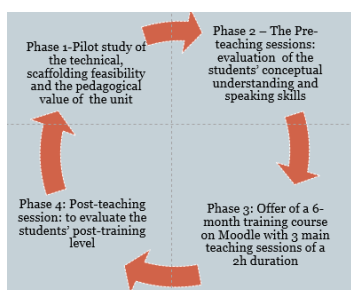 Phase 1-Pilot study of
the technical,
scaffolding feasibility
and the pedagogical
value of the unit
Phase 2 – The Pre-
teaching sessions:
evaluation of the
students' conceptual
understanding and
speaking skills
Phase 3: Offer of a 6-
month training course
on Moodle with 3 main
teaching sessions of a
2h duration
Phase 4: Post-teaching
session: to evaluate the
students' post-training
level